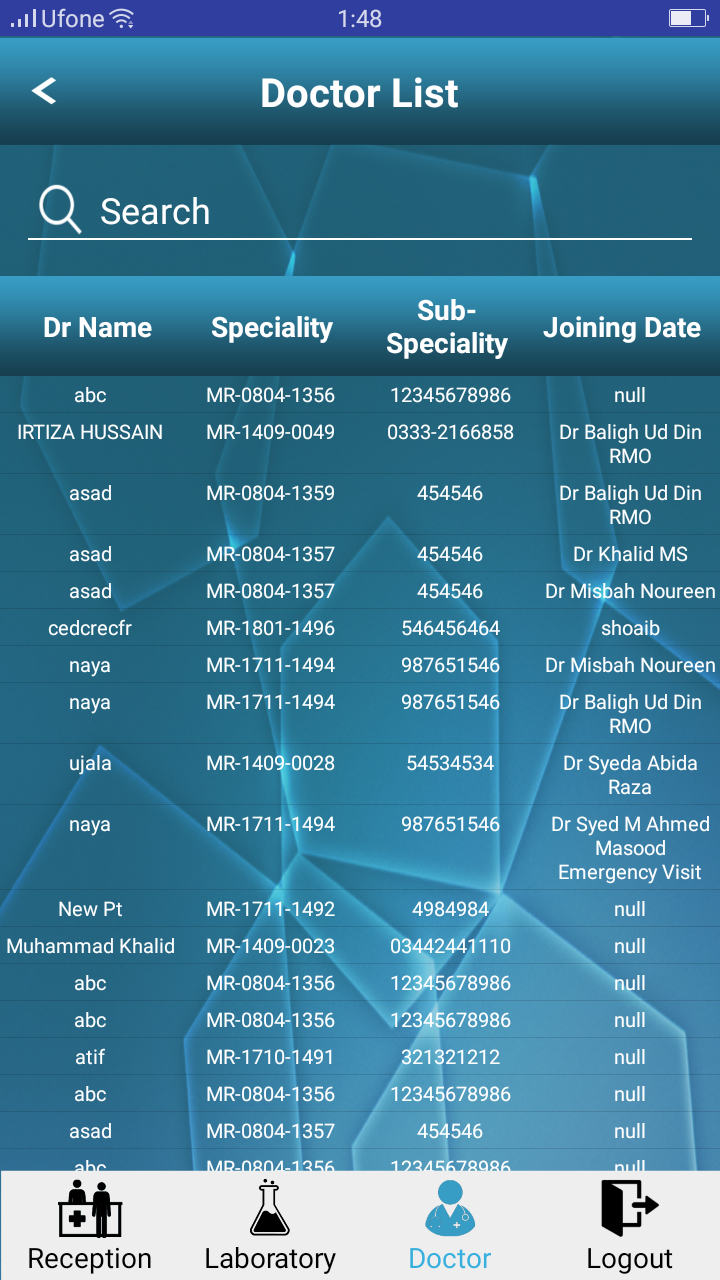 Ufone 1:48
Doctor List
Search
Dr Name Speciality Sub-Speciality Joining Date
abc MR-0804-1356 12345678986 null
IRTIZA HUSSAIN MR-1409-0049 0333-2166858 Dr Baligh Ud Din
RMO
asad MR-0804-1359 454546 Dr Baligh Ud Din
RMO
asad MR-0804-1357 454546 Dr Khalid MS
asad MR-0804-1357 454546 Dr Misbah Noureen
cedcrecfr MR-1801-1496 546456464 shoaib
naya MR-1711-1494 987651546 Dr Misbah Noureen
naya MR-1711-1494 987651546 Dr Baligh Ud Din
RMO
ujala MR-1409-0028 54534534 Dr Syeda Abida
Raza
naya MR-1711-1494 987651546 Dr Syed M Ahmed
Masood
Emergency Visit
New Pt MR-1711-1492 4984984 null
Muhammad Khalid MR-1409-0023 03442441110 null
abc MR-0804-1356 12345678986 null
abc MR-0804-1356 12345678986 null
atif MR-1710-1491 321321212 null
abc MR-0804-1356 12345678986 null
asad MR-0804-1357 454546 null
abc MR-0804-1356 12345678986 null
Reception Laboratory Doctor Logout